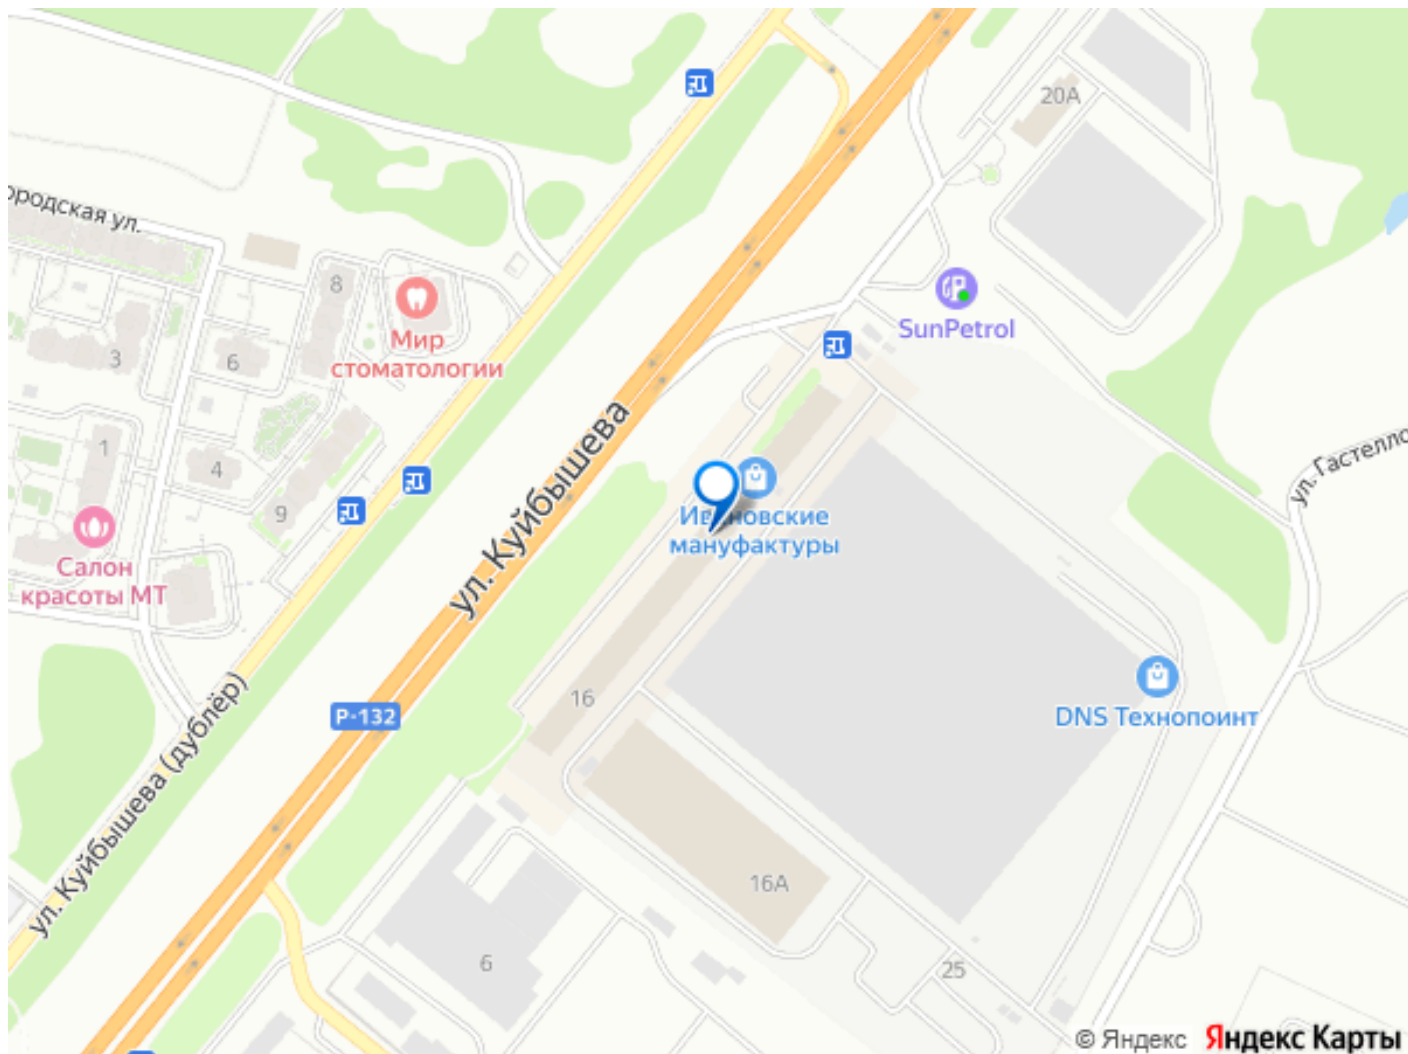 20А
ородская ул.
8
SunPetrol
Мир
стоматологии
3
6
ул. Куйбышева
1
4
ул. Гастелло
9
Ивановские
мануфактуры
Салон
красоты МТ
16
Р-132
DNS Технопоинт
ул. Куйбышева (дублёр)
16А
6
25
© Яндекс Яндекс Карты